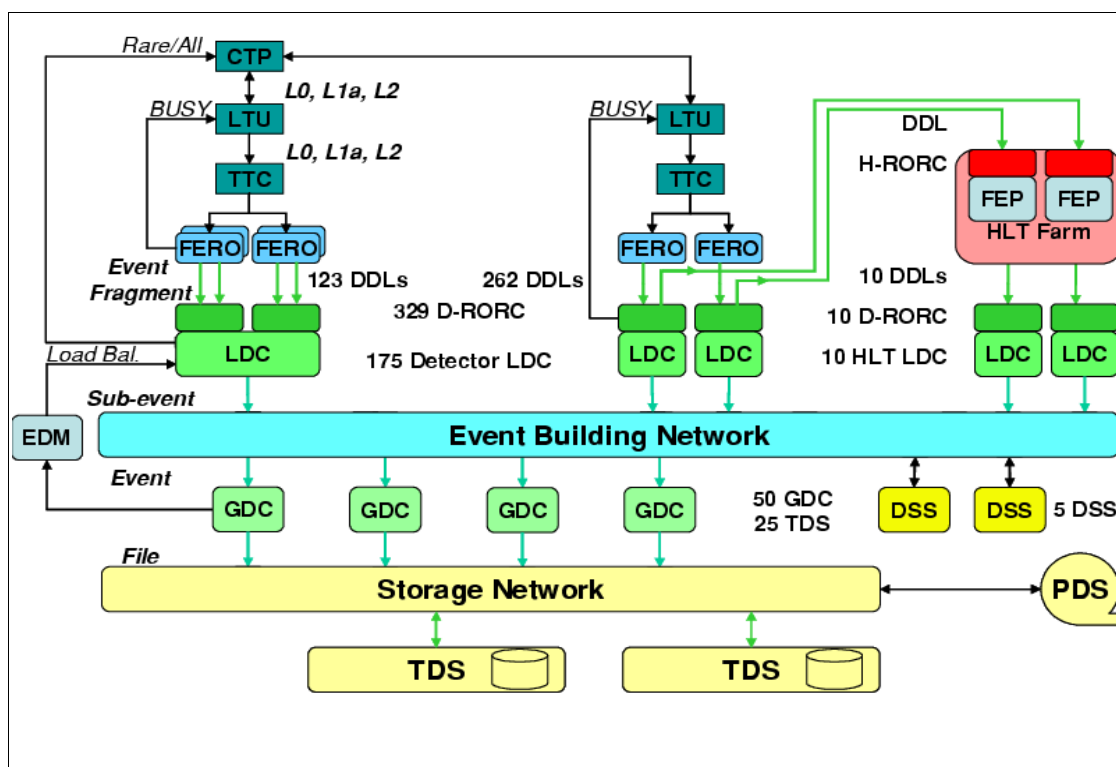 Rare/All
CTP
L0, L1a, L2
BUSY
LTU
BUSY
LTU
DDL
L0, L1a, L2
H-RORC
TTC
TTC
FEP
FEP
HLT Farm
FERO
FERO
FERO
FERO
Event
Fragment
123 DDLs
262 DDLs
10 DDLs
329 D-RORC
10 D-RORC
Load Bal.
LDC
175 Detector LDC
LDC
LDC
10 HLT LDC
LDC
LDC
Sub-event
EDM
Event Building Network
Event
GDC
GDC
GDC
GDC
50 GDC
25 TDS
DSS
DSS
5 DSS
File
Storage Network
PDS
TDS
TDS